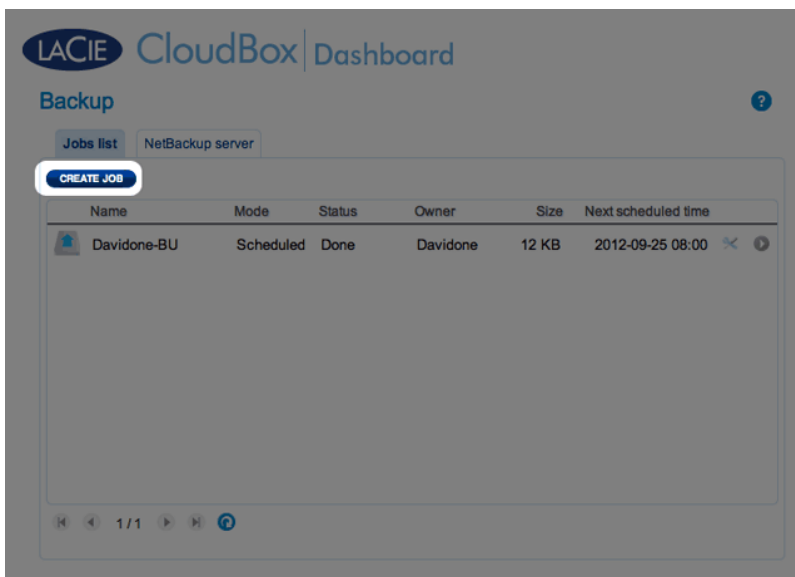 LACIE CloudBox Dashboard
Backup ?
Jobs list NetBackup server
CREATE JOB
Name Mode Status Owner Size Next scheduled time
Davidone-BU Scheduled Done Davidone 12 KB 2012-09-25 08:00
1/1